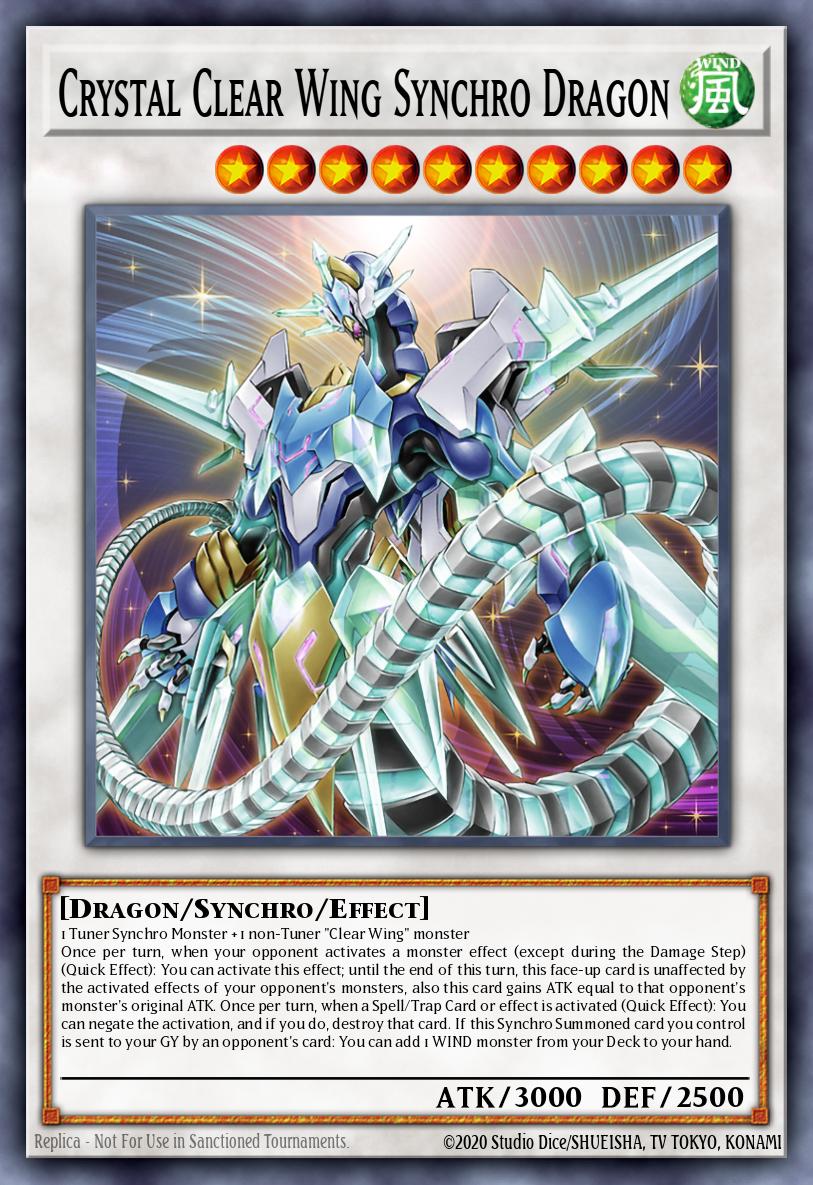 Crystal Clear Wing Synchro Dragon
WIND
風
[Dragon/Synchro/Effect]
1 Tuner Synchro Monster + 1 non-Tuner "Clear Wing" monster
Once per turn, when your opponent activates a monster effect (except during the Damage Step)
(Quick Effect): You can activate this effect; until the end of this turn, this face-up card is unaffected by
the activated effects of your opponent's monsters, also this card gains ATK equal to that opponent's
monster's original ATK. Once per turn, when a Spell/Trap Card or effect is activated (Quick Effect): You
can negate the activation, and if you do, destroy that card. If this Synchro Summoned card you control
is sent to your GY by an opponent's card: You can add 1 WIND monster from your Deck to your hand.
ATK/3000 DEF/2500
Replica - Not For Use in Sanctioned Tournaments.
©2020 Studio Dice/SHUEISHA, TV TOKYO, KONAMI